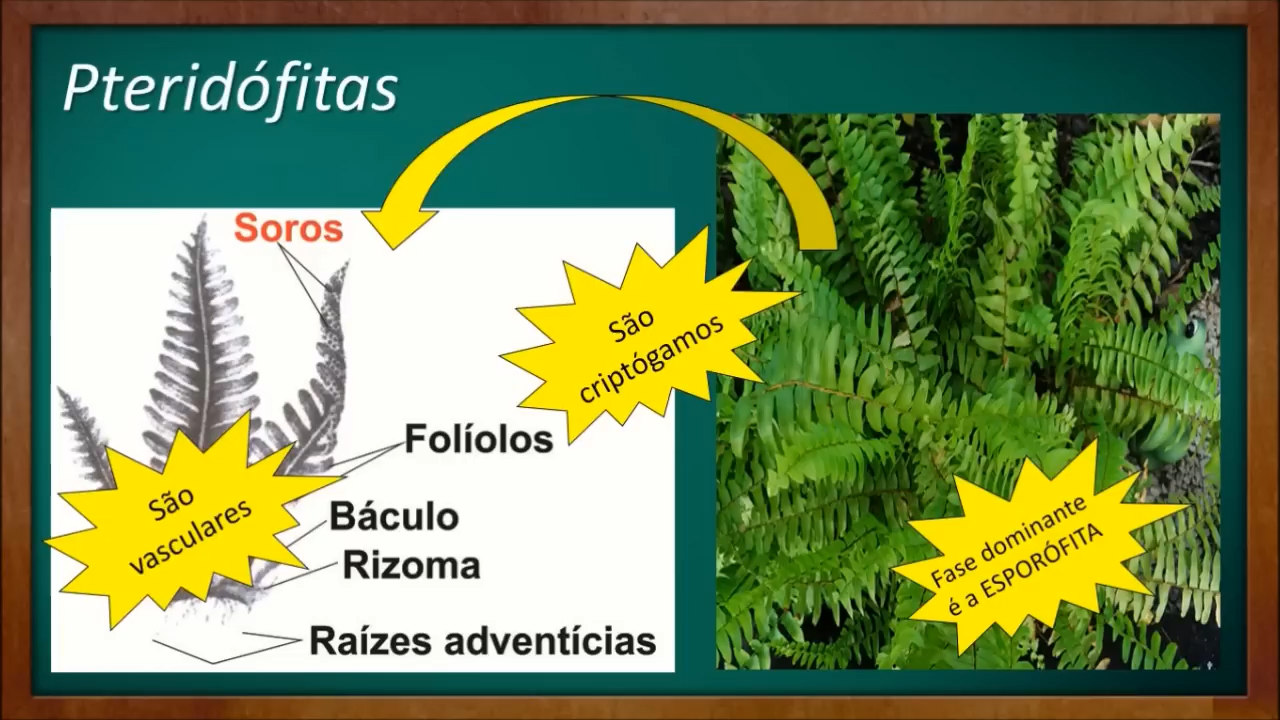 Pteridófitas
Soros
São
criptógamos
Folíolos
São
vasculares
Báculo
Rizoma
Fase dominante
é a ESPORÓFITA
Raízes adventícias